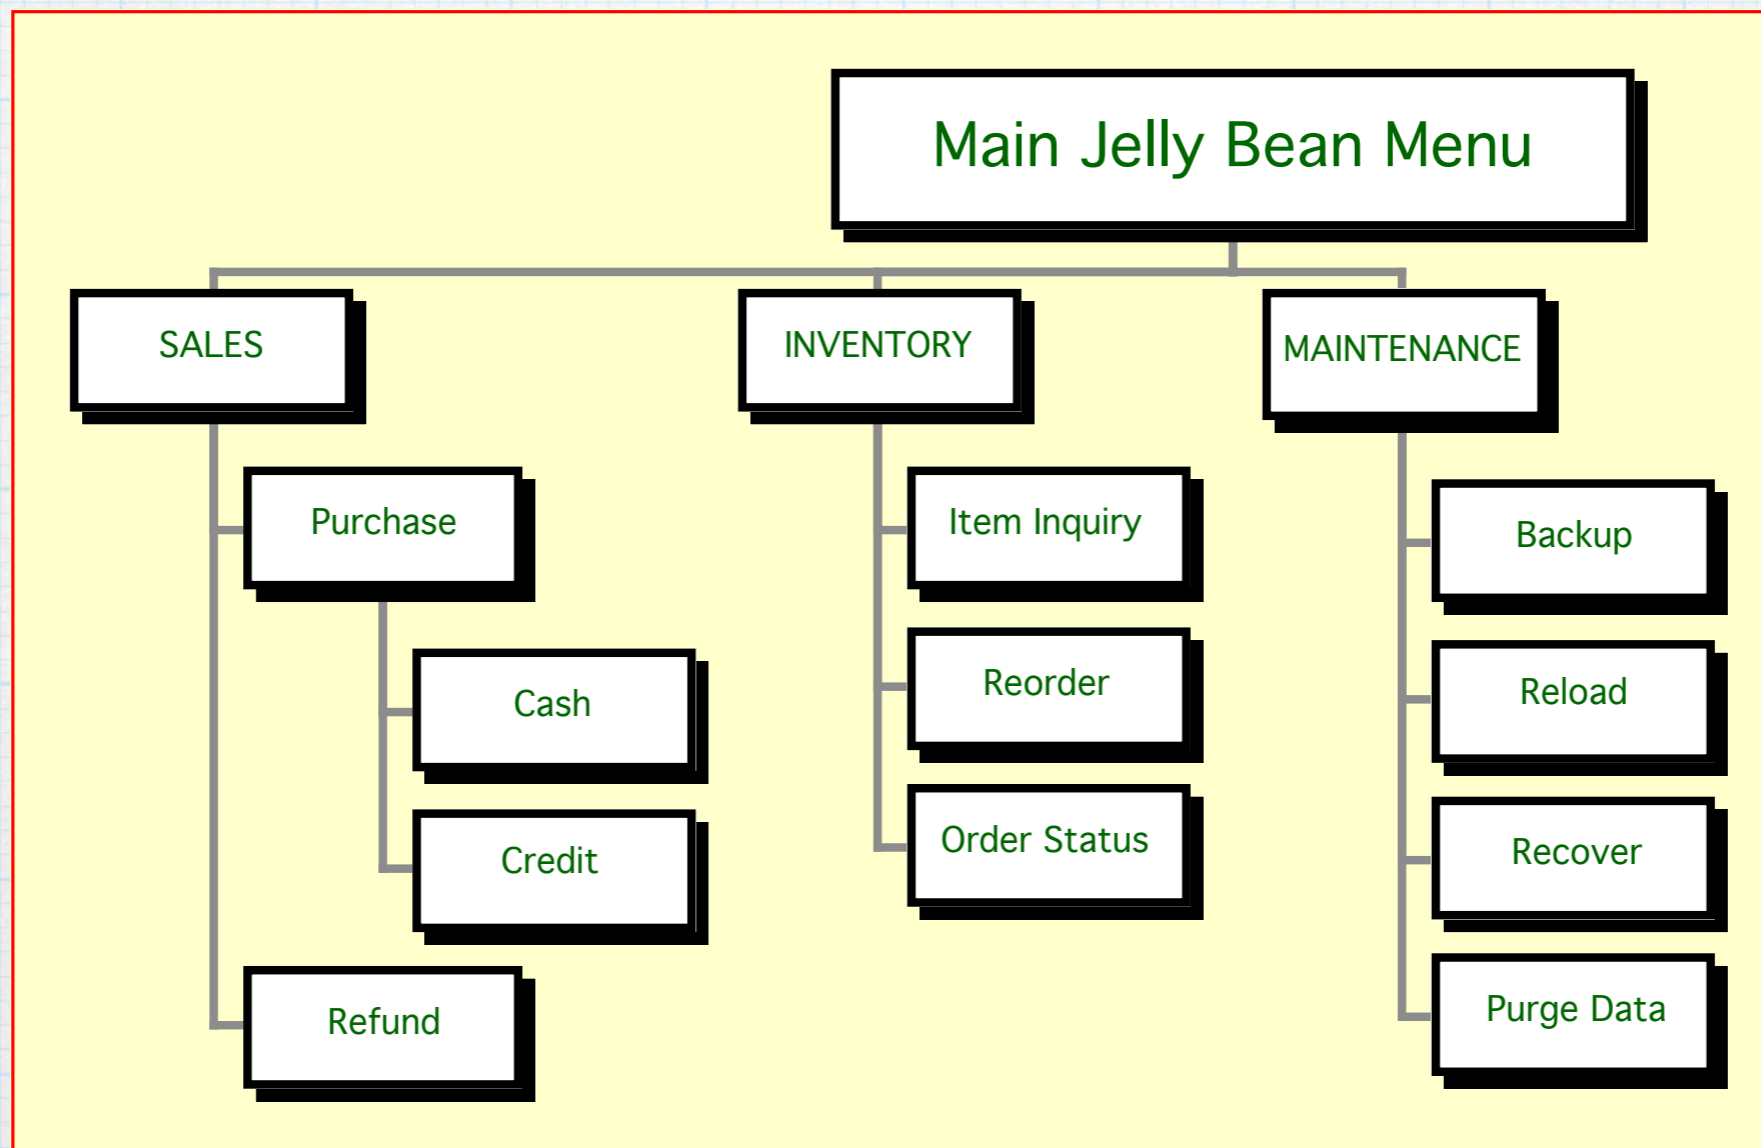 Main Jelly Bean Menu
SALES
INVENTORY
MAINTENANCE
Purchase
Cash
Credit
Refund
Item Inquiry
Reorder
Order Status
Backup
Reload
Recover
Purge Data